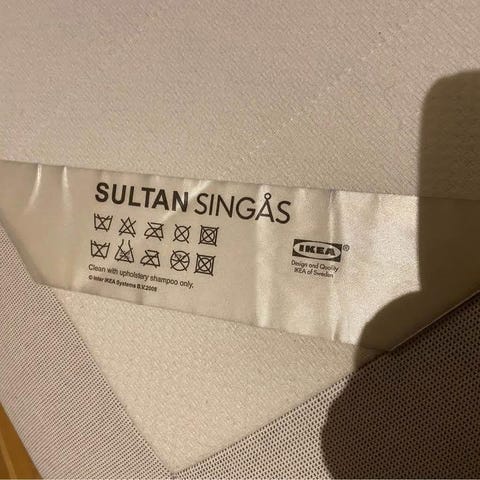 SULTAN SINGÅS
IKEA®
Design and Quality
IKEA of Sweden
Clean with upholstery shampoo only.
© Inter IKEA Systems B.V. 2008